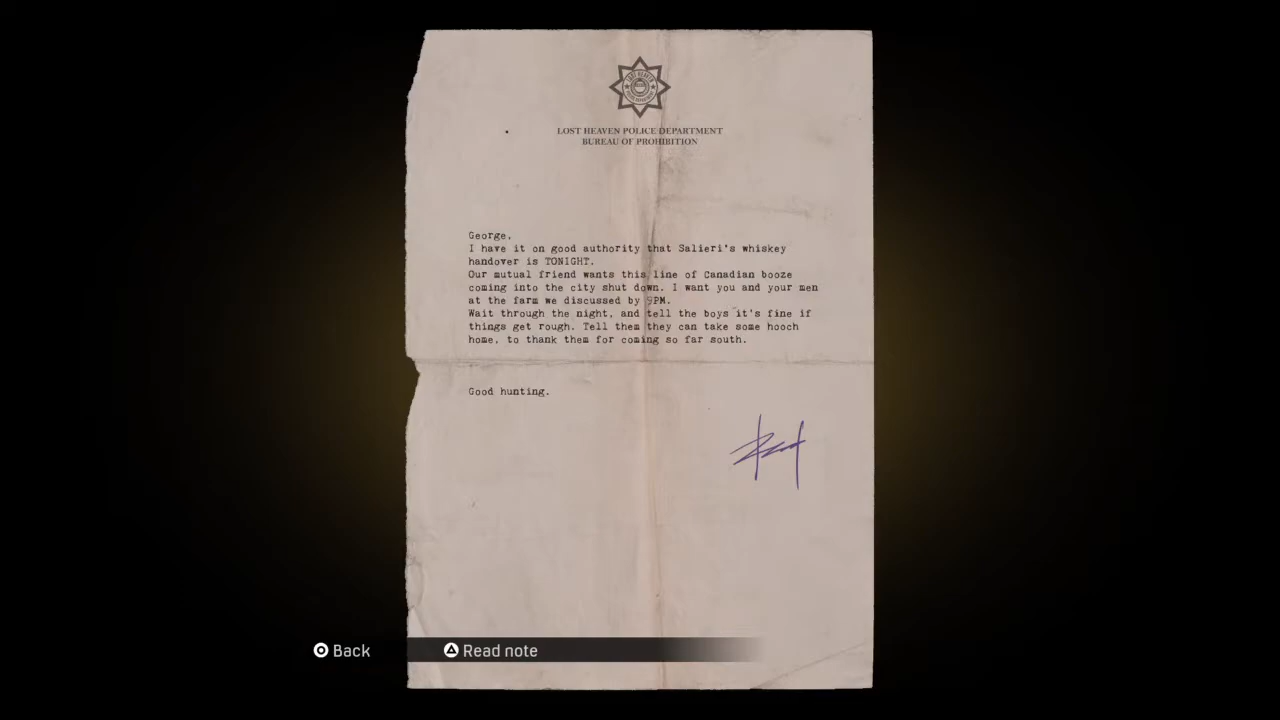 LOST HEAVEN
LOST HEAVEN POLICE DEPARTMENT
BUREAU OF PROHIBITION
George,
I have it on good authority that Salieri's whiskey
handover is TONIGHT.
Our mutual friend wants this line of Canadian booze
coming into the city shut down. I want you and your men
at the farm we discussed by 9PM.
Wait through the night, and tell the boys it's fine if
things get rough. Tell them they can take some hooch
home, to thank them for coming so far south.
Good hunting.
Back
Read note